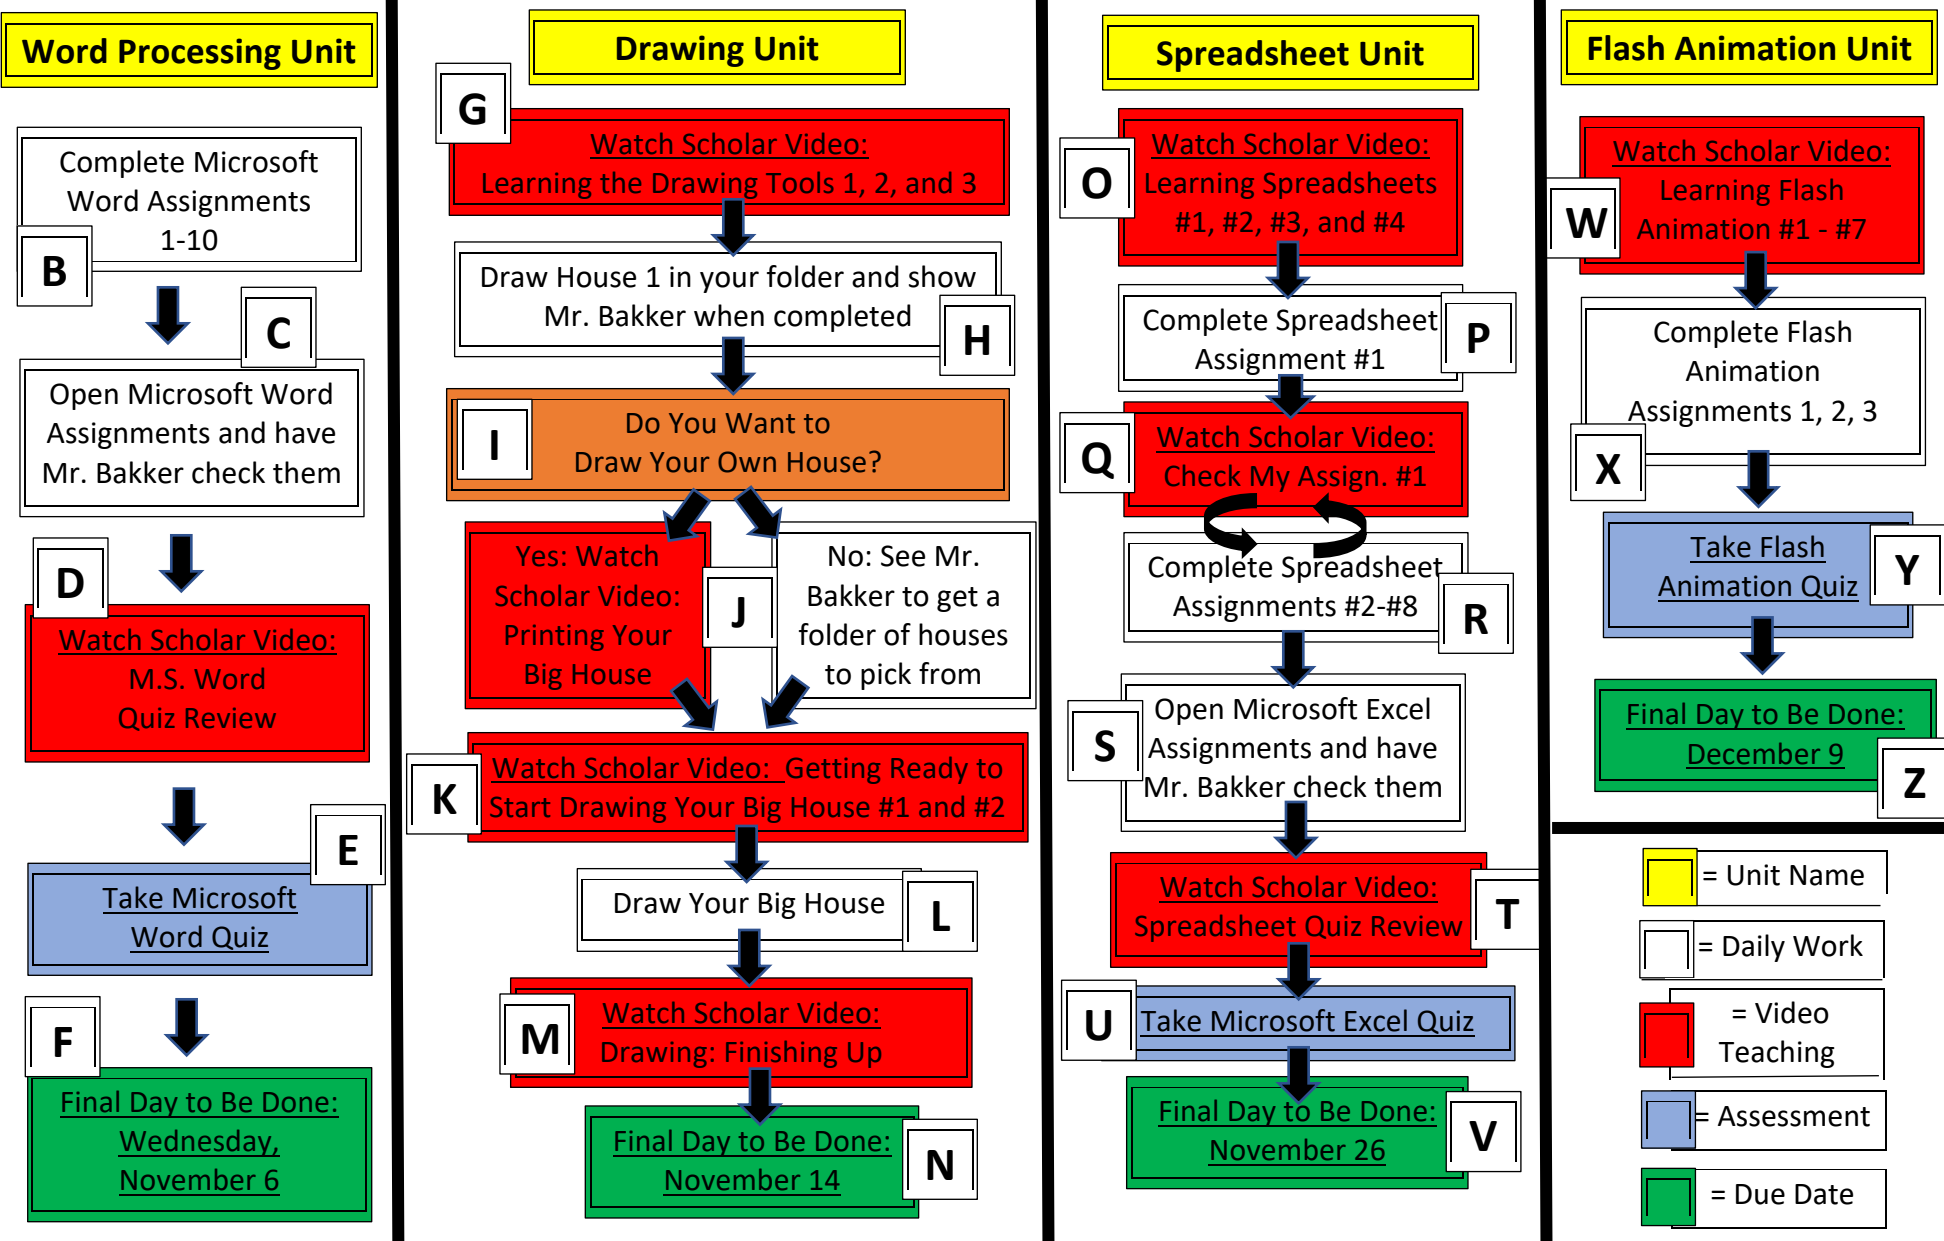 Word Processing Unit
Complete Microsoft
Word Assignments
1-10
B
C
Open Microsoft Word
Assignments and have
Mr. Bakker check them
D
Watch Scholar Video:
M.S. Word
Quiz Review
E
Take Microsoft
Word Quiz
F
Final Day to Be Done:
Wednesday,
November 6
Drawing Unit
G
Watch Scholar Video:
Learning the Drawing Tools 1, 2, and 3
Draw House 1 in your folder and show
Mr. Bakker when completed
H
I
Do You Want to
Draw Your Own House?
Yes: Watch
Scholar Video:
Printing Your
Big House
J
No: See Mr.
Bakker to get a
folder of houses
to pick from
K
Watch Scholar Video: Getting Ready to
Start Drawing Your Big House #1 and #2
Draw Your Big House
L
M
Watch Scholar Video:
Drawing: Finishing Up
Final Day to Be Done:
November 14
N
Spreadsheet Unit
O
Watch Scholar Video:
Learning Spreadsheets
#1, #2, #3, and #4
Complete Spreadsheet
Assignment #1
P
Q
Watch Scholar Video:
Check My Assign. #1
Complete Spreadsheet
Assignments #2-#8
R
S
Open Microsoft Excel
Assignments and have
Mr. Bakker check them
Watch Scholar Video:
Spreadsheet Quiz Review
T
U
Take Microsoft Excel Quiz
Final Day to Be Done:
November 26
V
Flash Animation Unit
W
Watch Scholar Video:
Learning Flash
Animation #1 - #7
Complete Flash
Animation
Assignments 1, 2, 3
X
Take Flash
Animation Quiz
Y
Final Day to Be Done:
December 9
Z
= Unit Name
= Daily Work
= Video
Teaching
= Assessment
= Due Date